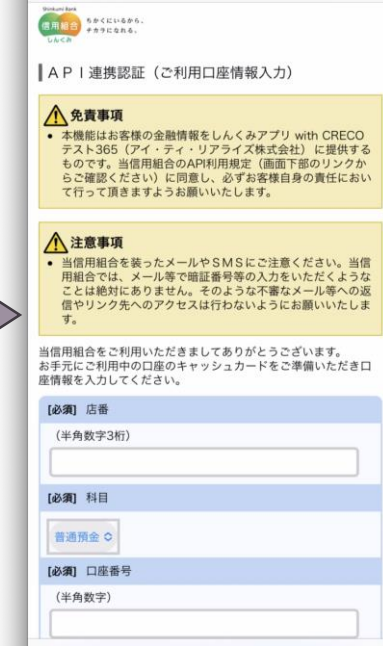 Shinkumi Bank
信用組合
しんくみ
ちかくにいるから、
チカラになれる。
API連携認証（ご利用口座情報入力）
免責事項
• 本機能はお客様の金融情報をしんくみアプリ with CRECO
テスト365（アイ・ティ・リアライズ株式会社）に提供する
ものです。当信用組合のAPI利用規定（画面下部のリンクか
らご確認ください）に同意し、必ずお客様自身の責任におい
て行って頂きますようお願いいたします。
注意事項
• 当信用組合を装ったメールやSMSにご注意ください。当信
用組合では、メール等で暗証番号等の入力をいただくような
ことは絶対にありません。そのような不審なメール等への返
信やリンク先へのアクセスは行わないようにお願いいたしま
す。
当信用組合をご利用いただきましてありがとうございます。
お手元にご利用中の口座のキャッシュカードをご準備いただき口
座情報を入力してください。
[必須] 店番
（半角数字3桁）
[必須] 科目
普通預金
[必須] 口座番号
（半角数字）